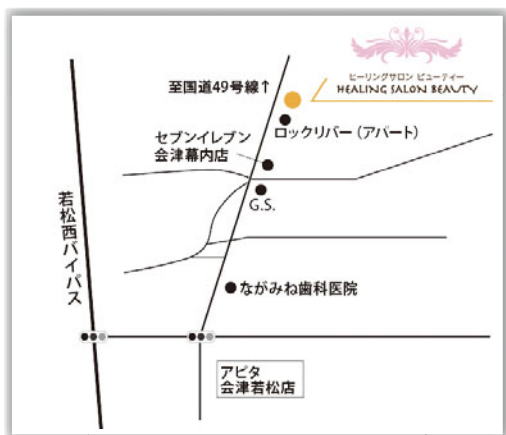 ヒーリングサロン ビューティー
HEALING SALON BEAUTY
至国道49号線↑
ロックリバー（アパート）
セブンイレブン
会津幕内店
G.S.
若松西バイパス
ながみね歯科医院
アピタ
会津若松店